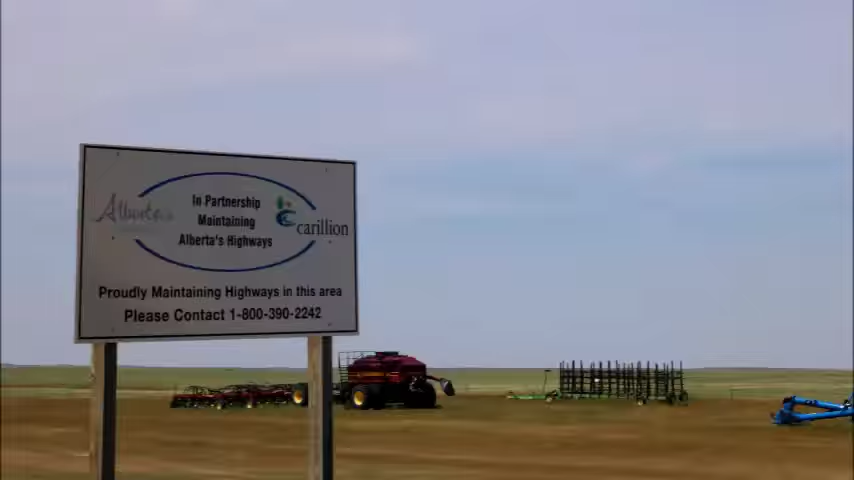 Alberta
In Partnership
Maintaining
Alberta's Highways
carillion
Proudly Maintaining Highways in this area
Please Contact 1-800-390-2242